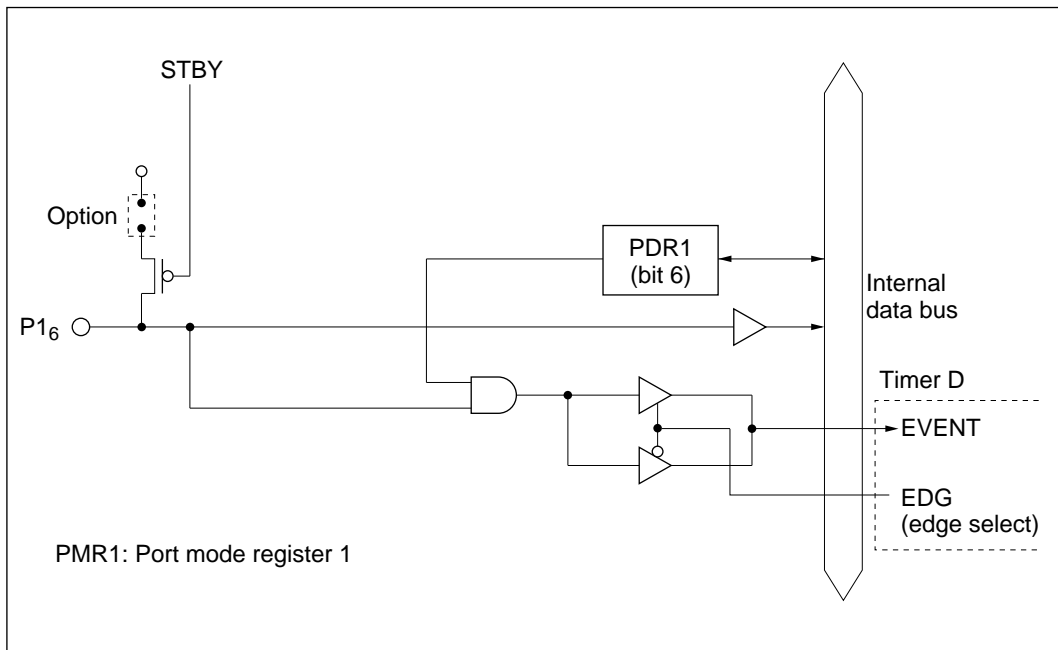 STBY
Option
PDR1
(bit 6)
Internal
data bus
P1₆
Timer D
EVENT
EDG
(edge select)
PMR1: Port mode register 1